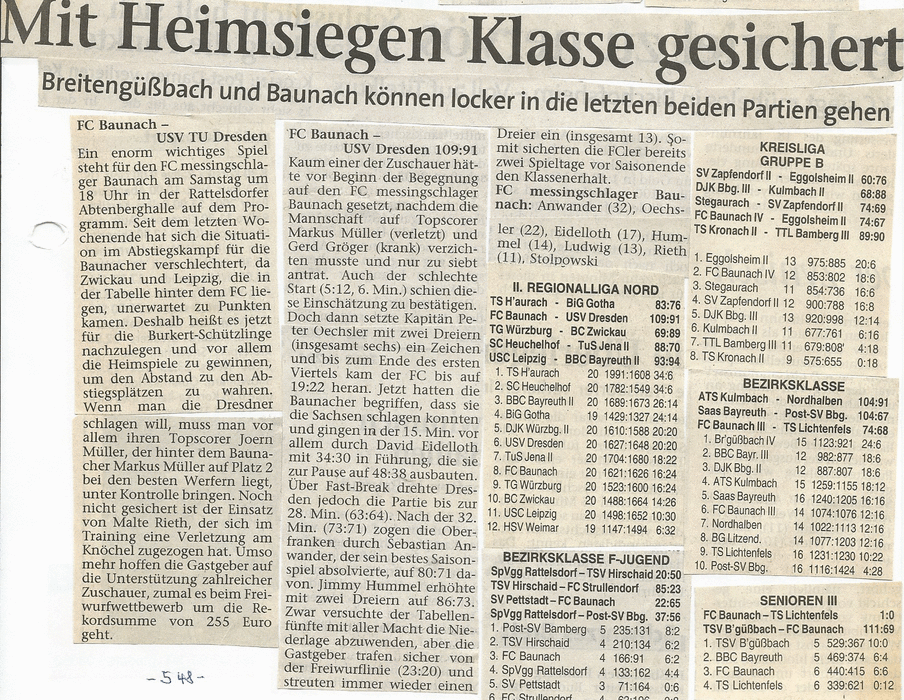 Mit Heimsiegen Klasse gesichert
Breitengüßbach und Baunach können locker in die letzten beiden Partien gehen
FC Baunach –
USV TU Dresden
Ein enorm wichtiges Spiel
steht für den FC messingschla-
ger Baunach am Samstag um
18 Uhr in der Rattelsdorfer
Abtenberghalle auf dem Pro-
gramm. Seit dem letzten Wo-
chenende hat sich die Situati-
on im Abstiegskampf für die
Baunacher verschlechtert, da
Zwickau und Leipzig, die in
der Tabelle hinter dem FC lie-
gen, unerwartet zu Punkten
kamen. Deshalb heißt es jetzt
für die Burkert-Schützlinge
nachzulegen und vor allem
die Heimspiele zu gewinnen,
um den Abstand zu den Ab-
stiegsplätzen zu wahren.
Wenn man die Dresdner
schlagen will, muss man vor
allem ihren Topscorer Joern
Müller, der hinter dem Bauna-
cher Markus Müller auf Platz 2
bei den besten Werfern liegt,
unter Kontrolle bringen. Noch
nicht gesichert ist der Einsatz
von Malte Rieth, der sich im
Training eine Verletzung am
Knöchel zugezogen hat. Umso
mehr hoffen die Gastgeber auf
die Unterstützung zahlreicher
Zuschauer, zumal es beim Frei-
wurfwettbewerb um die Re-
kordsumme von 255 Euro
geht.
- 548 -
FC Baunach –
USV Dresden 109:91
Kaum einer der Zuschauer hät-
te vor Beginn der Begegnung
auf den FC messingschlager
Baunach gesetzt, nachdem die
Mannschaft auf Topscorer
Markus Müller (verletzt) und
Gerd Gröger (krank) verzich-
ten musste und nur zu siebt
antrat. Auch der schlechte
Start (5:12, 6. Min.) schien die-
se Einschätzung zu bestätigen.
Doch dann setzte Kapitän Pe-
ter Oechsler mit zwei Dreiern
(insgesamt sechs) ein Zeichen
und bis zum Ende des ersten
Viertels kam der FC bis auf
19:22 heran. Jetzt hatten die
Baunacher begriffen, dass sie
die Sachsen schlagen konnten
und gingen in der 15. Min. vor
allem durch David Eidelloth
mit 34:30 in Führung, die sie
zur Pause auf 48:38 ausbauten.
Über Fast-Break drehte Dres-
den jedoch die Partie bis zur
28. Min. (63:64). Nach der 32.
Min. (73:71) zogen die Ober-
franken durch Sebastian An-
wander, der sein bestes Saison-
spiel absolvierte, auf 80:71 da-
von. Jimmy Hummel erhöhte
mit zwei Dreiern auf 86:73.
Zwar versuchte der Tabellen-
fünfte mit aller Macht die Nie-
derlage abzuwenden, aber die
Gastgeber trafen sicher von
der Freiwurflinie (23:20) und
streuten immer wieder einen
Dreier ein (insgesamt 13). So-
mit sicherten die FCler bereits
zwei Spieltage vor Saisonende
den Klassenerhalt.
FC messingschlager Bau-
nach: Anwander (32), Oechs-
ler (22), Eidelloth (17), Hum-
mel (14), Ludwig (13), Rieth
(11), Stolpowski
II. REGIONALLIGA NORD
TS H'aurach - BiG Gotha 83:76
FC Baunach - USV Dresden 109:91
TG Würzburg - BC Zwickau 69:89
SC Heuchelhof - TuS Jena II 88:70
USC Leipzig - BBC Bayreuth II 93:94
1. TS H'aurach 20 1991:1608 34:6
2. SC Heuchelhof 20 1782:1549 34:6
3. BBC Bayreuth II 20 1689:1673 26:14
4. BiG Gotha 19 1429:1327 24:14
5. DJK Würzbg. II 20 1610:1588 20:20
6. USV Dresden 20 1627:1648 20:20
7. TuS Jena II 20 1704:1680 18:22
8. FC Baunach 20 1621:1626 16:24
9. TG Würzburg 20 1523:1600 16:24
10. BC Zwickau 20 1488:1664 14:26
11. USC Leipzig 20 1498:1652 10:30
12. HSV Weimar 19 1147:1494 6:32
BEZIRKSKLASSE F-JUGEND
SpVgg Rattelsdorf – TSV Hirschaid 20:50
TSV Hirschaid – FC Strullendorf 85:23
SV Pettstadt – FC Baunach 22:65
SpVgg Rattelsdorf – Post-SV Bbg. 37:56
1. Post-SV Bamberg 5 235:131 8:2
2. TSV Hirschaid 4 210:134 6:2
3. FC Baunach 4 166:91 6:2
4. SpVgg Rattelsdorf 4 133:162 4:4
5. SV Pettstadt 3 71:164 0:6
6. FC Strullendorf
KREISLIGA
GRUPPE B
SV Zapfendorf II - Eggolsheim II 60:76
DJK Bbg. III - Kulmbach II 68:88
Stegaurach - SV Zapfendorf II 74:69
FC Baunach IV - Eggolsheim II 74:67
TS Kronach II - TTL Bamberg III 89:90
1. Eggolsheim II 13 975:885 20:6
2. FC Baunach IV 12 853:802 18:6
3. Stegaurach 11 854:736 16:6
4. SV Zapfendorf II 12 900:788 16:8
5. DJK Bbg. III 13 920:998 12:14
6. Kulmbach II 11 677:761 6:16
7. TTL Bamberg III 11 679:808 4:18
8. TS Kronach II 9 575:655 0:18
BEZIRKSKLASSE
ATS Kulmbach - Nordhalben 104:91
Saas Bayreuth - Post-SV Bbg. 104:67
FC Baunach III - TS Lichtenfels 74:68
1. Br'güßbach IV 15 1123:921 24:6
2. BBC Bayr. III 12 982:877 18:6
3. DJK Bbg. II 12 887:807 18:6
4. ATS Kulmbach 15 1259:1155 18:12
5. Saas Bayreuth 16 1240:1205 16:16
6. FC Baunach III 14 1074:1076 12:16
7. Nordhalben 14 1022:1113 12:16
8. BG Litzend. 14 1077:1203 12:16
9. TS Lichtenfels 16 1231:1230 10:22
10. Post-SV Bbg. 16 1116:1424 4:28
SENIOREN III
FC Baunach – TS Lichtenfels 1:0
TSV B'güßbach – FC Baunach 111:69
1. TSV B'güßbach 5 529:367 10:0
2. BBC Bayreuth 5 469:374 6:4
3. FC Baunach 6 440:415 6:6
4. TS Lichtenfels 6 339:621 0:12